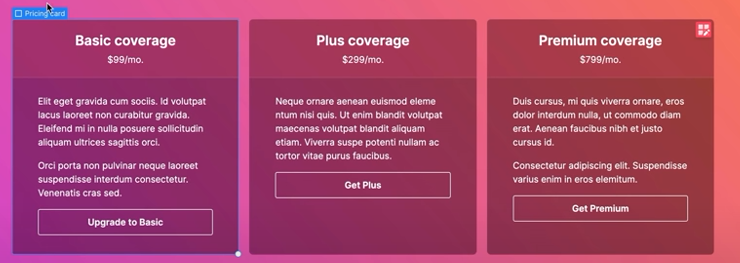 Pricing card
Basic coverage
$99/mo.
Elit eget gravida cum sociis. Id volutpat
lacus laoreet non curabitur gravida.
Eleifend mi in nulla posuere sollicitudin
aliquam ultrices sagittis orci.
Orci porta non pulvinar neque laoreet
suspendisse interdum consectetur.
Venenatis cras sed.
Upgrade to Basic
Plus coverage
$299/mo.
Neque ornare aenean euismod eleme
ntum nisi quis. Ut enim blandit volutpat
maecenas volutpat blandit aliquam
etiam. Viverra suspe potenti nullam ac
tortor vitae purus faucibus.
Get Plus
Premium coverage
$799/mo.
Duis cursus, mi quis viverra ornare, eros
dolor interdum nulla, ut commodo diam
erat. Aenean faucibus nibh et justo
cursus id.
Consectetur adipiscing elit. Suspendisse
varius enim in eros elemitum.
Get Premium